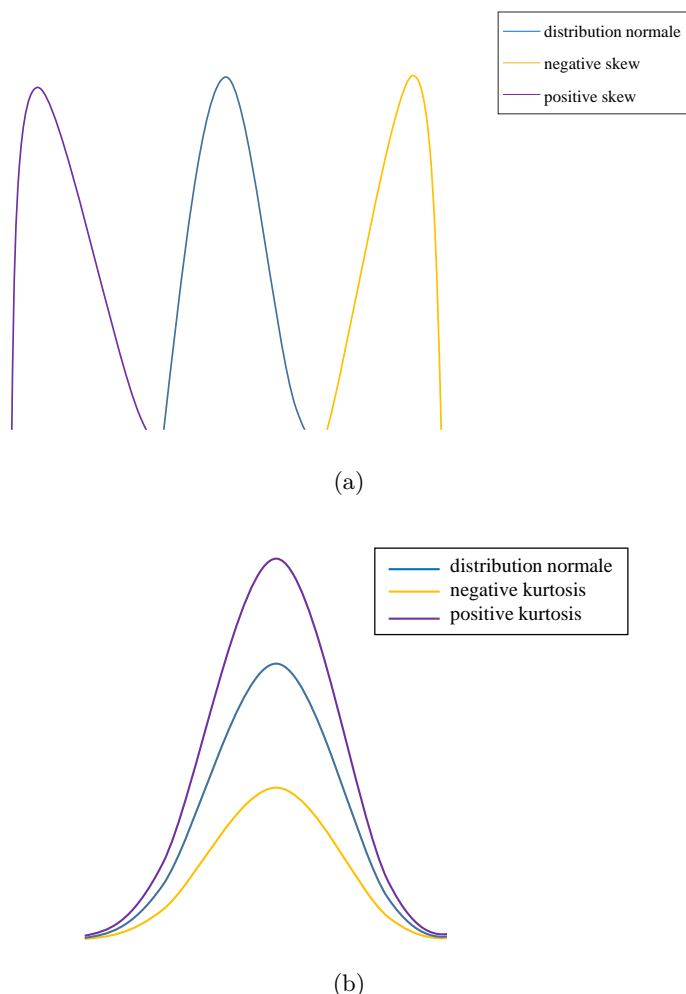 distribution normale
negative skew
positive skew
(a)
distribution normale
negative kurtosis
positive kurtosis
(b)